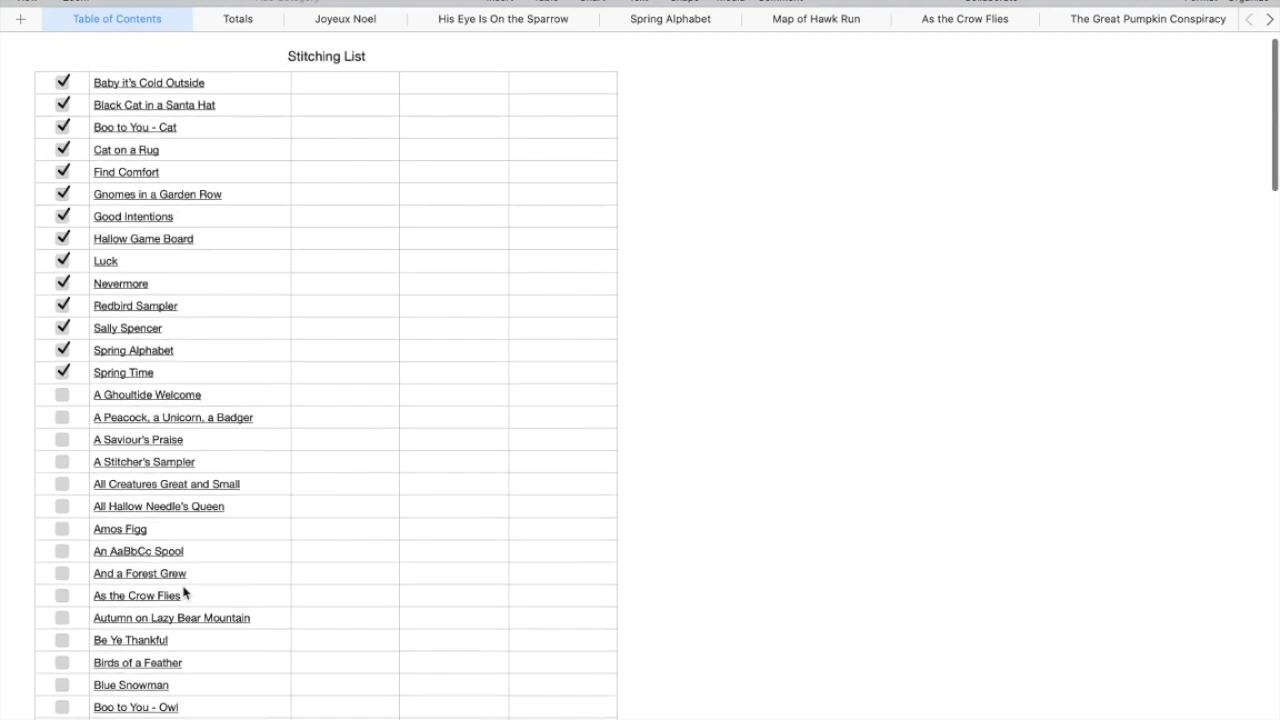 Table of Contents
Totals
Joyeux Noel
His Eye Is On the Sparrow
Spring Alphabet
Map of Hawk Run
As the Crow Flies
The Great Pumpkin Conspiracy
Stitching List
Baby it's Cold Outside
Black Cat in a Santa Hat
Boo to You - Cat
Cat on a Rug
Find Comfort
Gnomes in a Garden Row
Good Intentions
Hallow Game Board
Luck
Nevermore
Redbird Sampler
Sally Spencer
Spring Alphabet
Spring Time
A Ghoultide Welcome
A Peacock, a Unicorn, a Badger
A Saviour's Praise
A Stitcher's Sampler
All Creatures Great and Small
All Hallow Needle's Queen
Amos Figg
An AaBbCc Spool
And a Forest Grew
As the Crow Flies
Autumn on Lazy Bear Mountain
Be Ye Thankful
Birds of a Feather
Blue Snowman
Boo to You - Owl